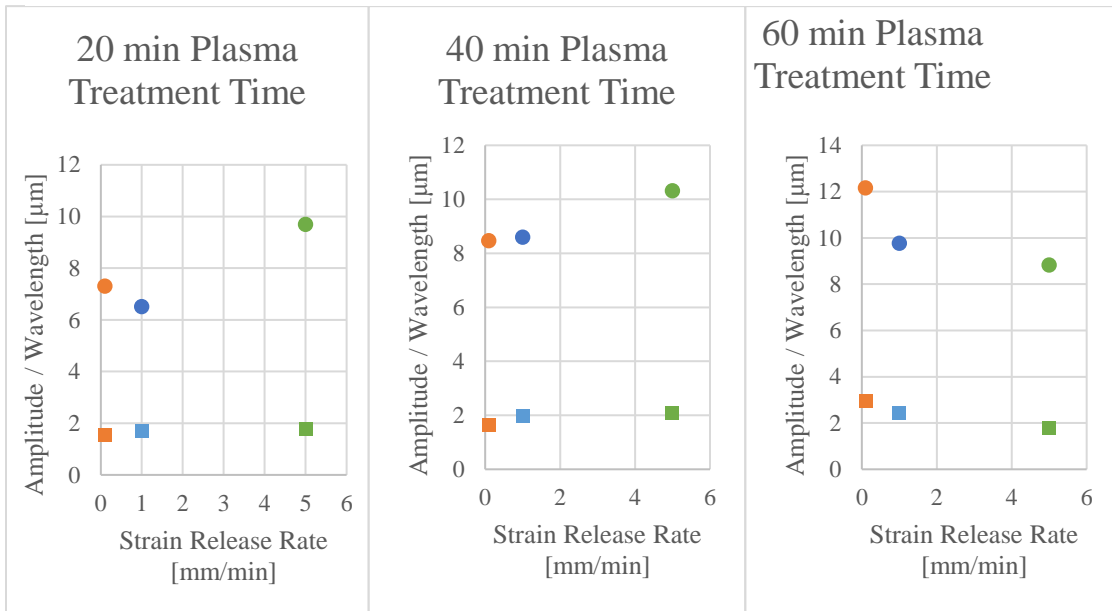 20 min Plasma
Treatment Time
Amplitude / Wavelength [µm]
12
10
8
6
4
2
0
0 1 2 3 4 5 6
Strain Release Rate
[mm/min]
40 min Plasma
Treatment Time
Amplitude / Wavelength [µm]
12
10
8
6
4
2
0
0 2 4 6
Strain Release Rate
[mm/min]
60 min Plasma
Treatment Time
Amplitude / Wavelength [µm]
14
12
10
8
6
4
2
0
0 2 4 6
Strain Release Rate
[mm/min]